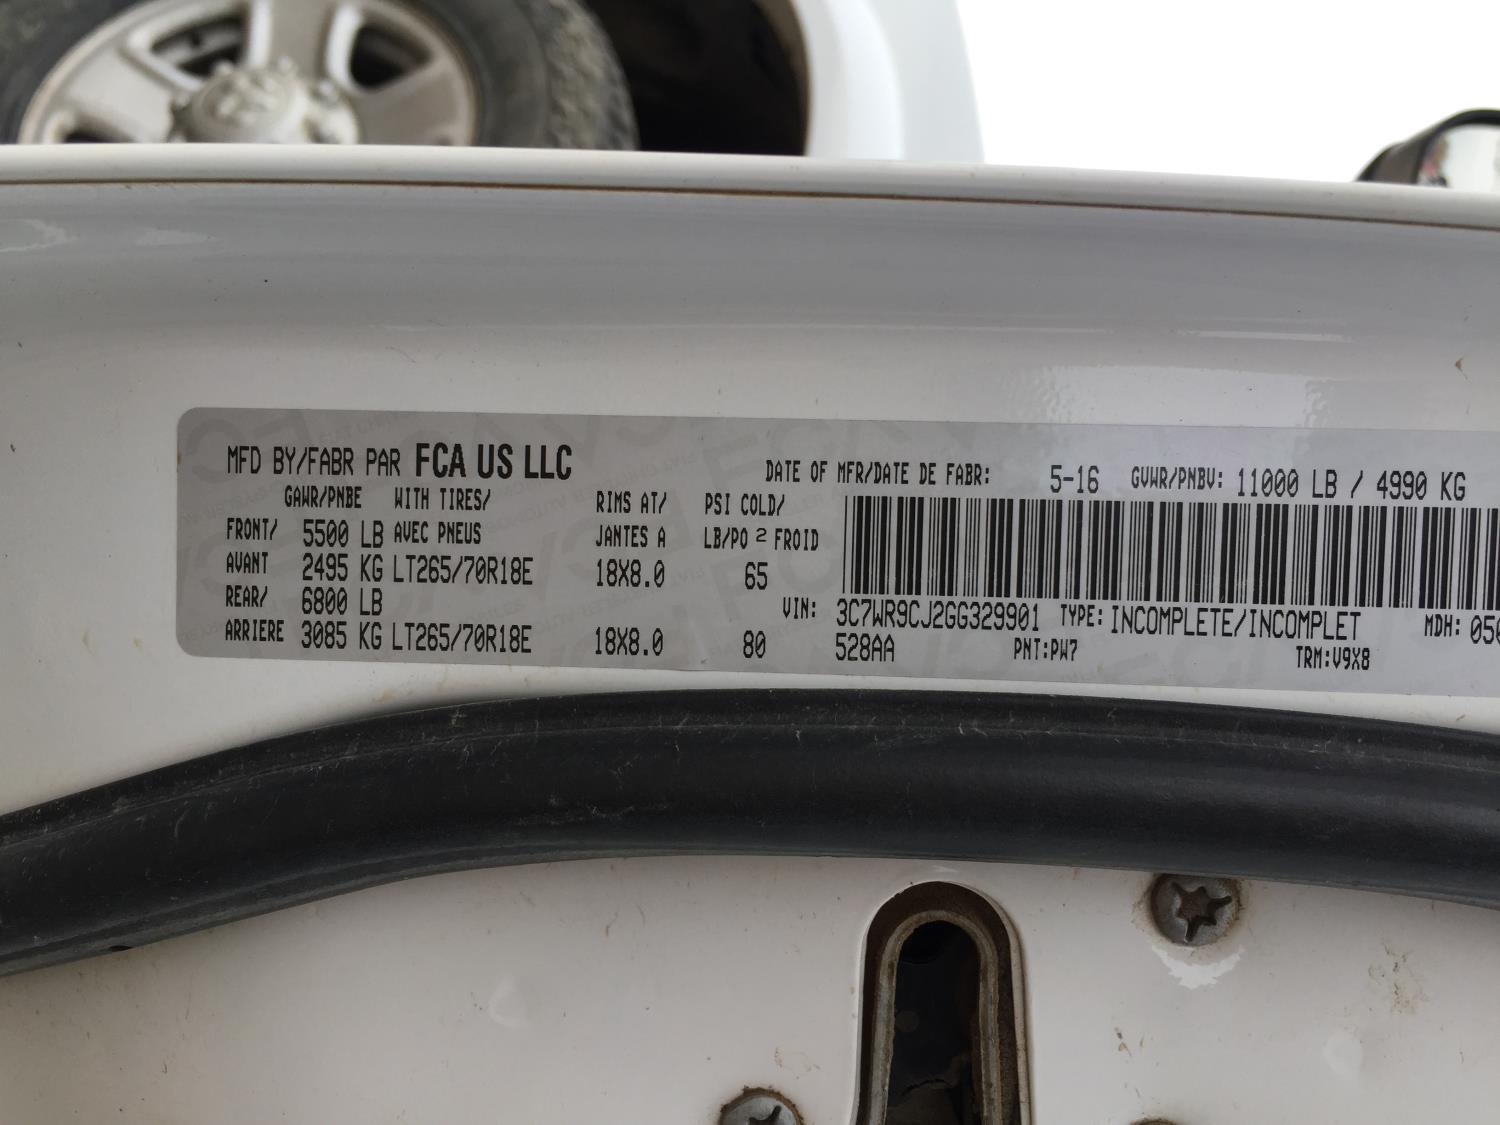 MFD BY/FABR PAR FCA US LLC
DATE OF MFR/DATE DE FABR: 5-16 GVWR/PNBV: 11000 LB / 4990 KG
GAWR/PNBE WITH TIRES/ RIMS AT/ PSI COLD/
FRONT/ 5500 LB AVEC PNEUS JANTES A LB/PO 2 FROID
AVANT 2495 KG LT265/70R18E 18X8.0 65
REAR/ 6800 LB
VIN: 3C7WR9CJ2GG329901 TYPE: INCOMPLETE/INCOMPLET MDH:
ARRIERE 3085 KG LT265/70R18E 18X8.0 80 528AA PNT:PW7 TRM:V9X8